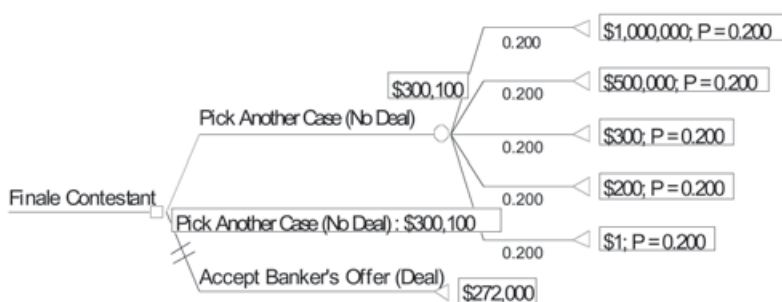 $1,000,000; P = 0.200
0.200
$300,100
$500,000; P = 0.200
0.200
Pick Another Case (No Deal)
$300; P = 0.200
0.200
$200; P = 0.200
0.200
Finale Contestant
Pick Another Case (No Deal) : $300,100
$1; P = 0.200
0.200
Accept Banker's Offer (Deal)
$272,000